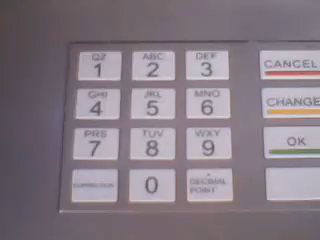 QZ ABC DEF
1 2 3 CANCEL
GHI JKL MNO
4 5 6 CHANGE
PRS TUV WXY
7 8 9 OK
0 DECIMAL
POINT